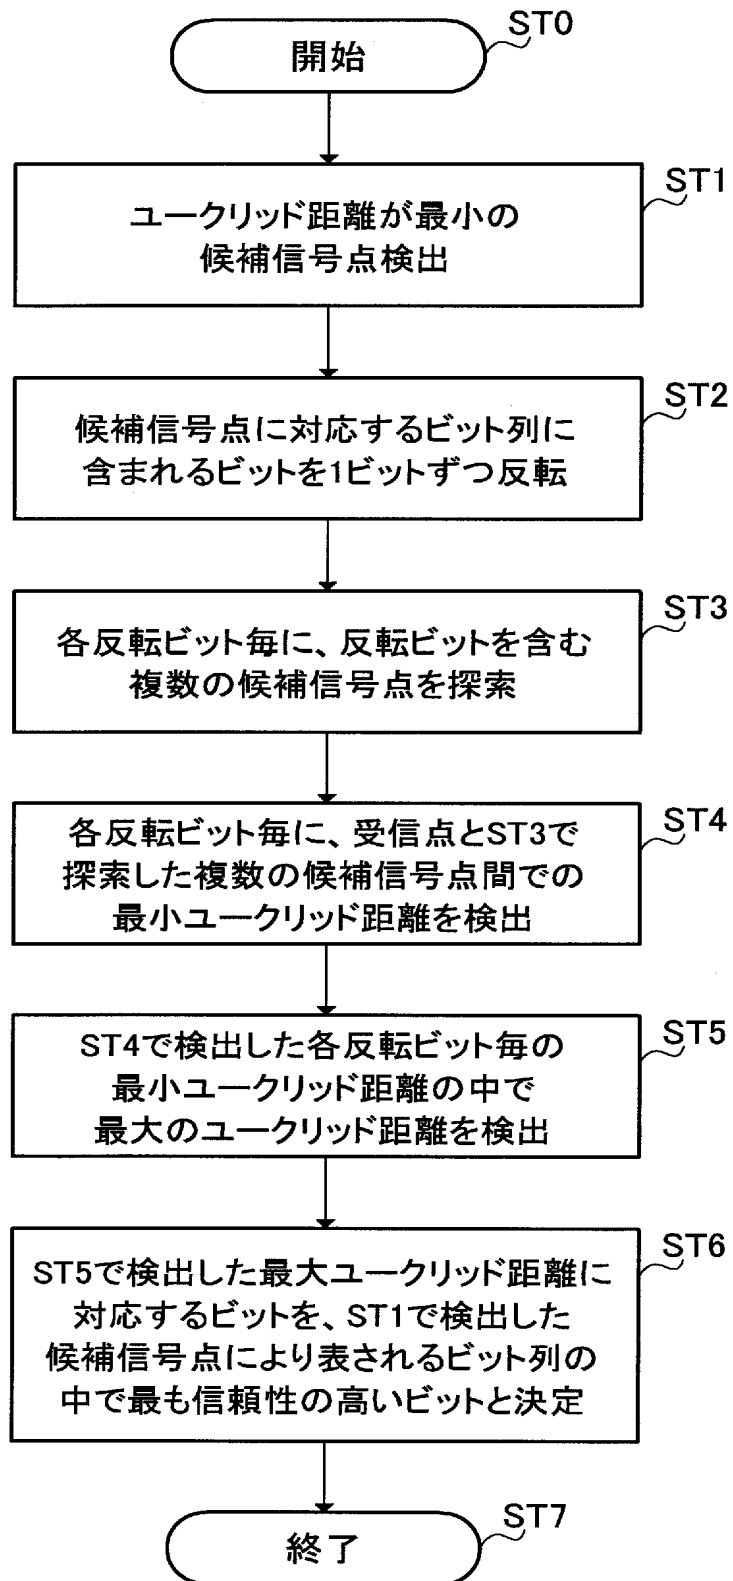 ST0
開始
ST1
ユークリッド距離が最小の
候補信号点検出
ST2
候補信号点に対応するビット列に
含まれるビットを1ビットずつ反転
ST3
各反転ビット毎に、反転ビットを含む
複数の候補信号点を探索
ST4
各反転ビット毎に、受信点とST3で
探索した複数の候補信号点間での
最小ユークリッド距離を検出
ST5
ST4で検出した各反転ビット毎の
最小ユークリッド距離の中で
最大のユークリッド距離を検出
ST6
ST5で検出した最大ユークリッド距離に
対応するビットを、ST1で検出した
候補信号点により表されるビット列の
中で最も信頼性の高いビットと決定
ST7
終了